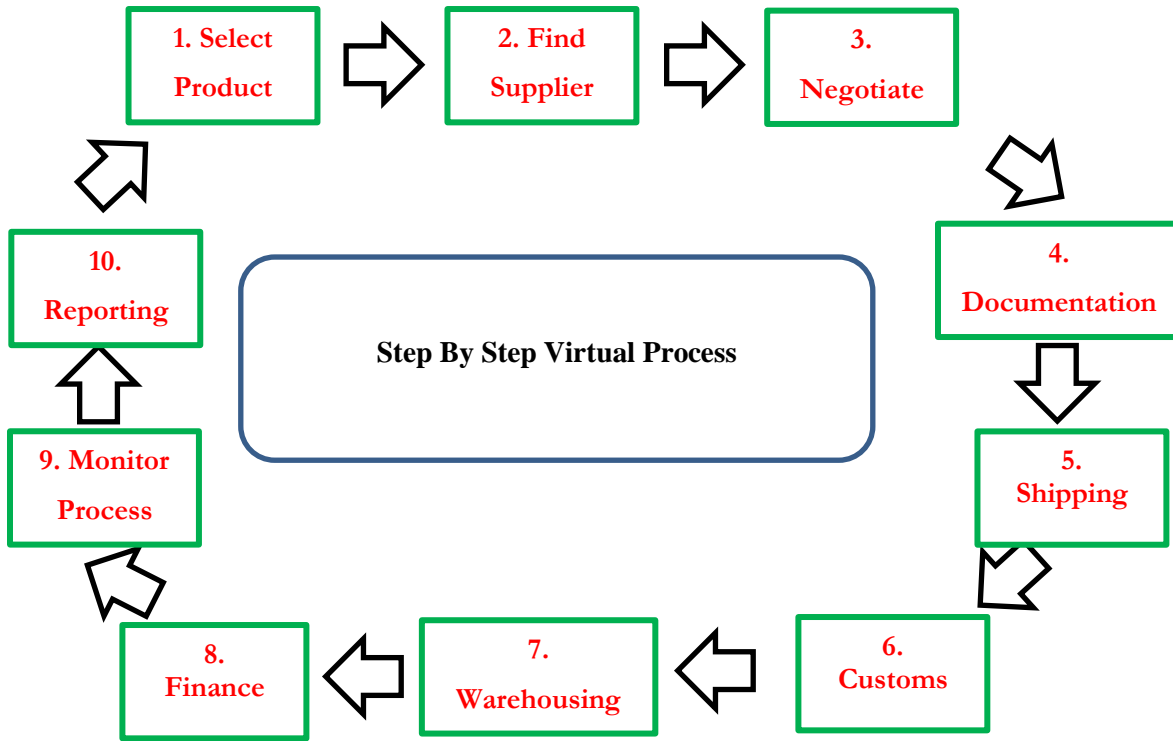 1. Select
Product
2. Find
Supplier
3.
Negotiate
4.
Documentation
5.
Shipping
6.
Customs
7.
Warehousing
8.
Finance
9. Monitor
Process
10.
Reporting
Step By Step Virtual Process